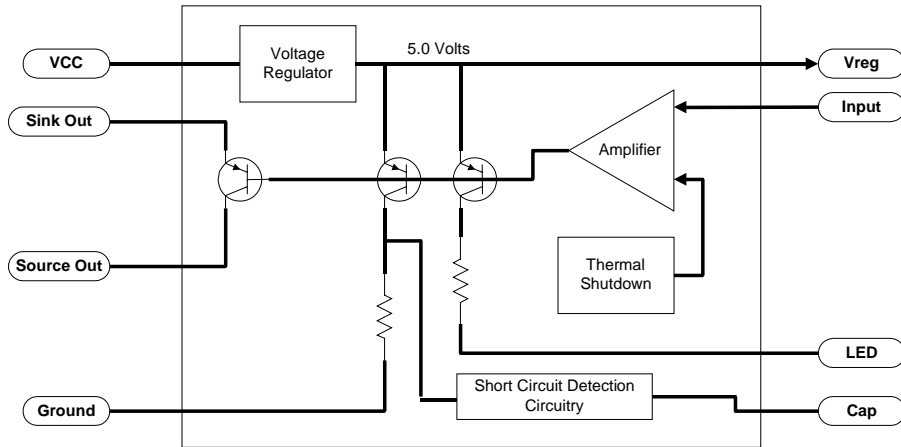 VCC
Voltage
Regulator
5.0 Volts
Vreg
Sink Out
Input
Amplifier
Source Out
Thermal
Shutdown
LED
Short Circuit Detection
Circuitry
Ground
Cap